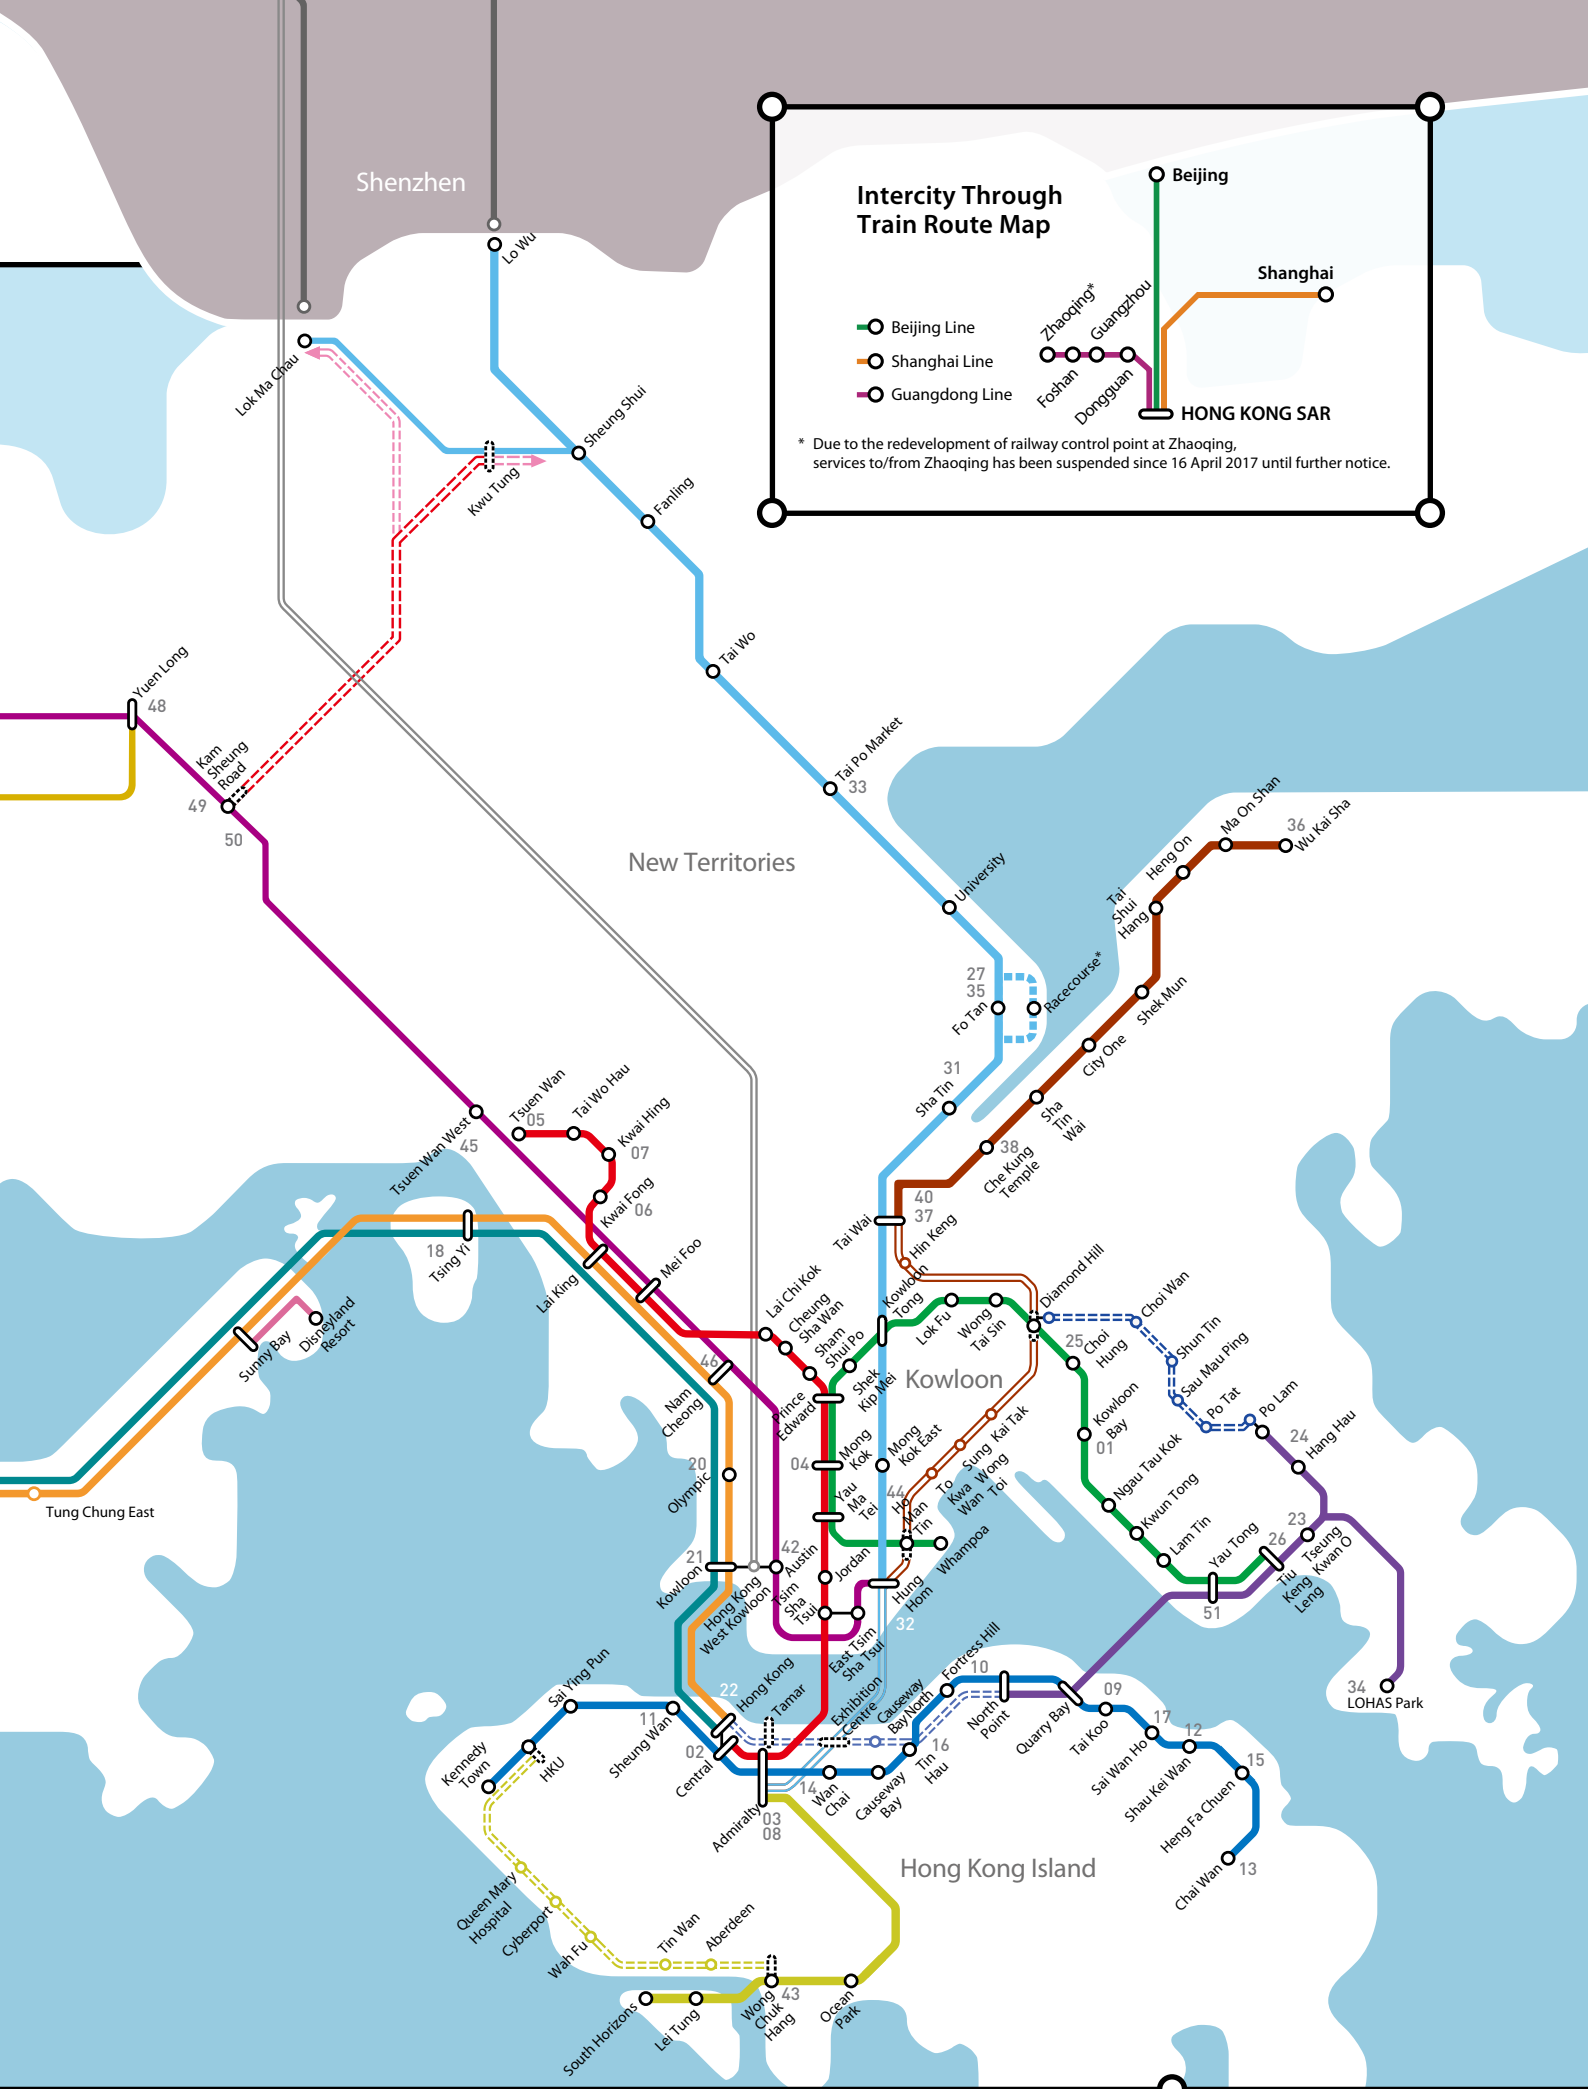 Shenzhen
Intercity Through
Train Route Map
Beijing
Shanghai
Zhaoqing*
Guangzhou
Foshan
Dongguan
HONG KONG SAR
Beijing Line
Shanghai Line
Guangdong Line
* Due to the redevelopment of railway control point at Zhaoqing,
services to/from Zhaoqing has been suspended since 16 April 2017 until further notice.
Lo Wu
Lok Ma Chau
Sheung Shui
Kwu Tung
Fanling
Tai Wo
Yuen Long
48
Kam
Sheung
Road
49
50
Tai Po Market
33
New Territories
University
27
35
Fo Tan
Racecourse*
31
Sha Tin
Ma On Shan
36
Wu Kai Sha
Heng On
Tai
Shui
Hang
Shek Mun
City One
Sha
Tin
Wai
38
Che Kung
Temple
40
37
Tai Wai
Hin Keng
Tsuen Wan West
45
Tsuen Wan
05
Tai Wo Hau
Kwai Hing
07
Kwai Fong
06
18
Tsing Yi
Lai King
Mei Foo
Sunny Bay
Disneyland
Resort
Tung Chung East
Lai Chi Kok
Cheung
Sha Wan
Sham
Shui Po
Prince
Edward
Shek
Kip Mei
Kowloon
Tong
Lok Fu
Wong
Tai Sin
Diamond Hill
Choi Wan
Shun Tin
Sau Mau Ping
Po Tat
Po Lam
25
Choi
Hung
Kowloon
46
Nam
Cheong
20
Olympic
04
Mong
Kok
Mong
Kok East
Yau
Ma
Tei
44
Ho
Man
Tin
To
Kwa
Wan
Sung
Wong
Toi
Kai Tak
Whampoa
Kowloon
Bay
01
Ngau Tau Kok
Kwun Tong
Lam Tin
Yau Tong
51
24
Hang Hau
23
Tseung
Kwan O
26
Tiu
Keng
Leng
34
LOHAS Park
21
Kowloon
Hong Kong
West Kowloon
42
Austin
Jordan
Tsim
Sha
Tsui
East Tsim
Sha Tsui
Hung
Hom
32
22
Hong Kong
Tamar
Exhibition
Centre
Causeway
Bay North
Fortress Hill
10
North
Point
Quarry Bay
09
Tai Koo
17
Sai Wan Ho
12
Shau Kei Wan
15
Heng Fa Chuen
13
Chai Wan
Sai Ying Pun
11
Sheung Wan
Kennedy
Town
HKU
02
Central
Admiralty
03
08
14
Wan
Chai
Causeway
Bay
16
Tin
Hau
Hong Kong Island
Queen Mary
Hospital
Cyberport
Wah Fu
Tin Wan
Aberdeen
43
Wong
Chuk
Hang
Ocean
Park
Lei Tung
South Horizons